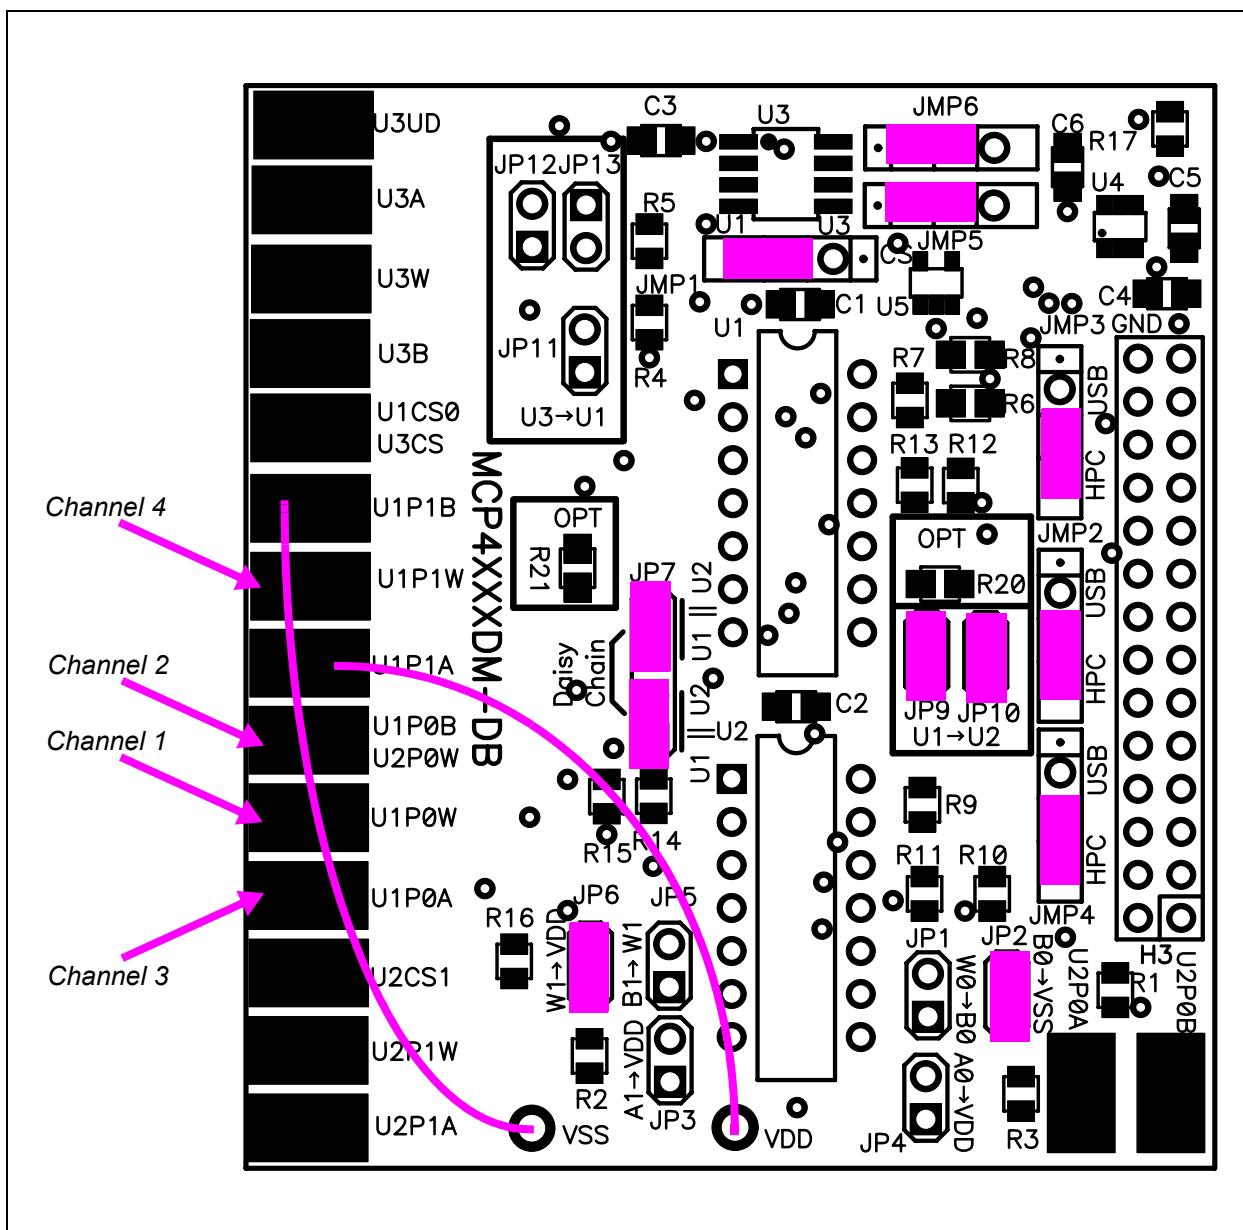 U3UD
U3A
U3W
U3B
U1CS0
U3CS
U1P1B
U1P1W
U1P1A
U1P0B
U2P0W
U1P0W
U1P0A
U2CS1
U2P1W
U2P1A
Channel 4
Channel 2
Channel 1
Channel 3
JP12
JP13
JP11
U3→U1
C3
U3
JMP6
C6
R17
U4
C5
R5
U1
U3
CS
JMP5
JMP1
R4
U1
C1
U5
C4
JMP3
GND
R7
R8
R6
USB
HPC
R13
R12
MCP4XXXDM-DB
OPT
R21
JP7
U2
=
U1
U2
=
U1
Daisy
Chain
OPT
R20
JMP2
USB
HPC
JP9
JP10
U1→U2
C2
U2
USB
HPC
R15
R14
R9
R11
R10
JMP4
R16
JP6
W1→VDD
JP5
B1→W1
R2
A1→VDD
JP3
JP1
W0→B0
JP2
B0→VSS
JP4
A0→VDD
R3
U2P0A
H3
R1
U2P0B
VSS
VDD